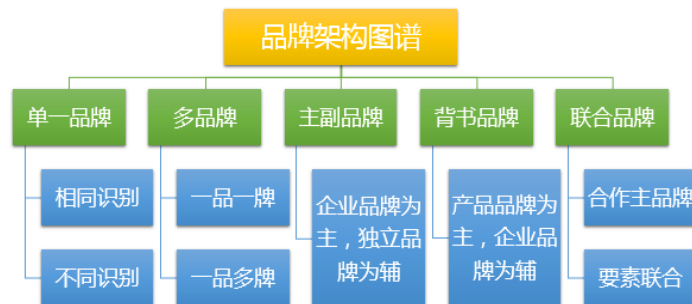 品牌架构图谱
单一品牌
多品牌
主副品牌
背书品牌
联合品牌
相同识别
不同识别
一品一牌
一品多牌
企业品牌为
主，独立品
牌为辅
产品品牌为
主，企业品
牌为辅
合作主品牌
要素联合